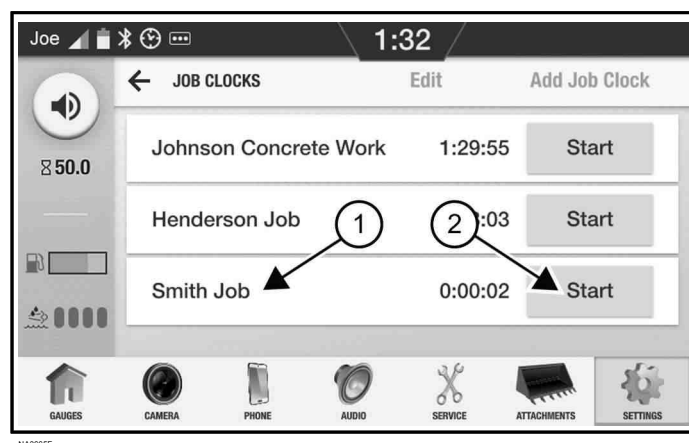 Joe 1:32
JOB CLOCKS Edit Add Job Clock
50.0
Johnson Concrete Work 1:29:55 Start
Henderson Job :03 Start
1 2
Smith Job 0:00:02 Start
GAUGES CAMERA PHONE AUDIO SERVICE ATTACHMENTS SETTINGS